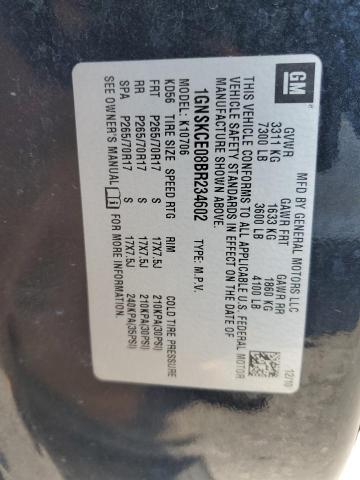 GM
MFD BY GENERAL MOTORS LLC 12/10
GVWR GAWR FRT GAWR RR
3311 KG 1633 KG 1860 KG
7300 LB 3600 LB 4100 LB
THIS VEHICLE CONFORMS TO ALL APPLICABLE U.S. FEDERAL MOTOR
VEHICLE SAFETY STANDARDS IN EFFECT ON THE DATE OF
MANUFACTURE SHOWN ABOVE.
1GNSKCE08BR234502 TYPE: M.P.V.
MODEL: K10706
KD56 TIRE SIZE SPEED RTG RIM COLD TIRE PRESSURE
FRT P265/70R17 S 17X7.5J 210KPA(30PSI)
RR P265/70R17 S 17X7.5J 210KPA(30PSI)
SPA P265/70R17 S 17X7.5J 240KPA(35PSI)
SEE OWNER'S MANUAL